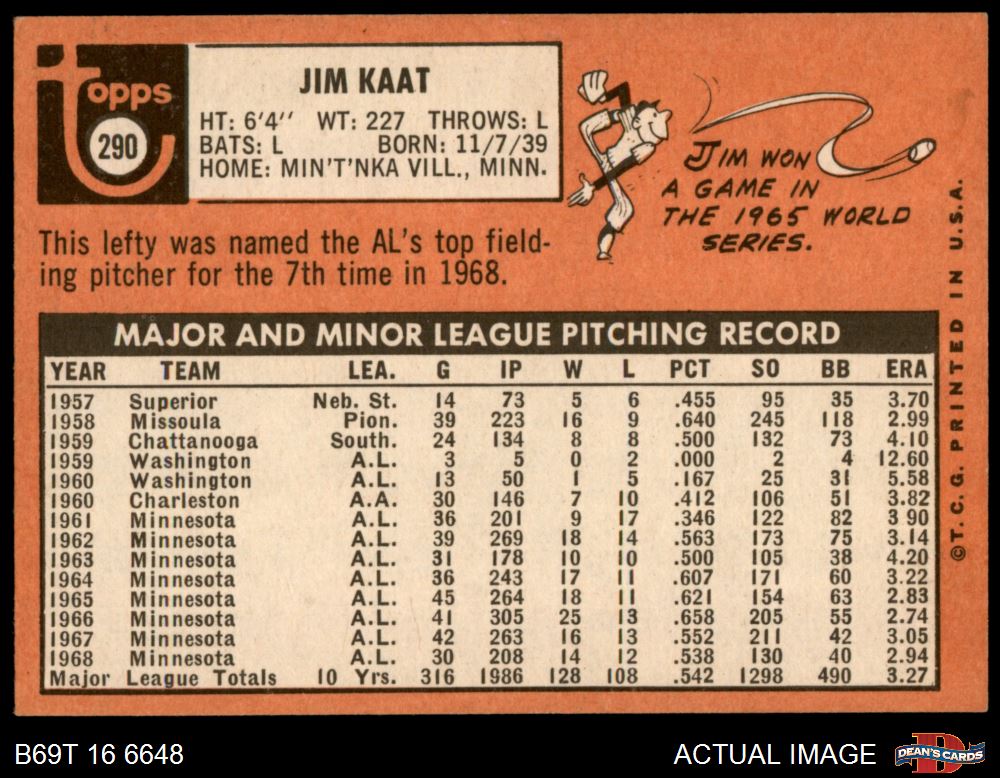 topps
290
JIM KAAT
HT: 6'4'' WT: 227 THROWS: L
BATS: L BORN: 11/7/39
HOME: MIN'T'NKA VILL., MINN.
JIM WON
A GAME IN
THE 1965 WORLD
SERIES.
This lefty was named the AL's top field-
ing pitcher for the 7th time in 1968.
MAJOR AND MINOR LEAGUE PITCHING RECORD
YEAR TEAM LEA. G IP W L PCT SO BB ERA
1957 Superior Neb. St. 14 73 5 6 .455 95 35 3.70
1958 Missoula Pion. 39 223 16 9 .640 245 118 2.99
1959 Chattanooga South. 24 134 8 8 .500 132 73 4.10
1959 Washington A.L. 3 5 0 2 .000 2 4 12.60
1960 Washington A.L. 13 50 1 5 .167 25 31 5.58
1960 Charleston A.A. 30 146 7 10 .412 106 51 3.82
1961 Minnesota A.L. 36 201 9 17 .346 122 82 3 90
1962 Minnesota A.L. 39 269 18 14 .563 173 75 3.14
1963 Minnesota A.L. 31 178 10 10 .500 105 38 4.20
1964 Minnesota A.L. 36 243 17 11 .607 171 60 3.22
1965 Minnesota A.L. 45 264 18 11 .621 154 63 2.83
1966 Minnesota A.L. 41 305 25 13 .658 205 55 2.74
1967 Minnesota A.L. 42 263 16 13 .552 211 42 3.05
1968 Minnesota A.L. 30 208 14 12 .538 130 40 2.94
Major League Totals 10 Yrs. 316 1986 128 108 .542 1298 490 3.27
©T. C. G. PRINTED IN U.S.A.
B69T 16 6648
ACTUAL IMAGE
D
DEAN'S CARDS